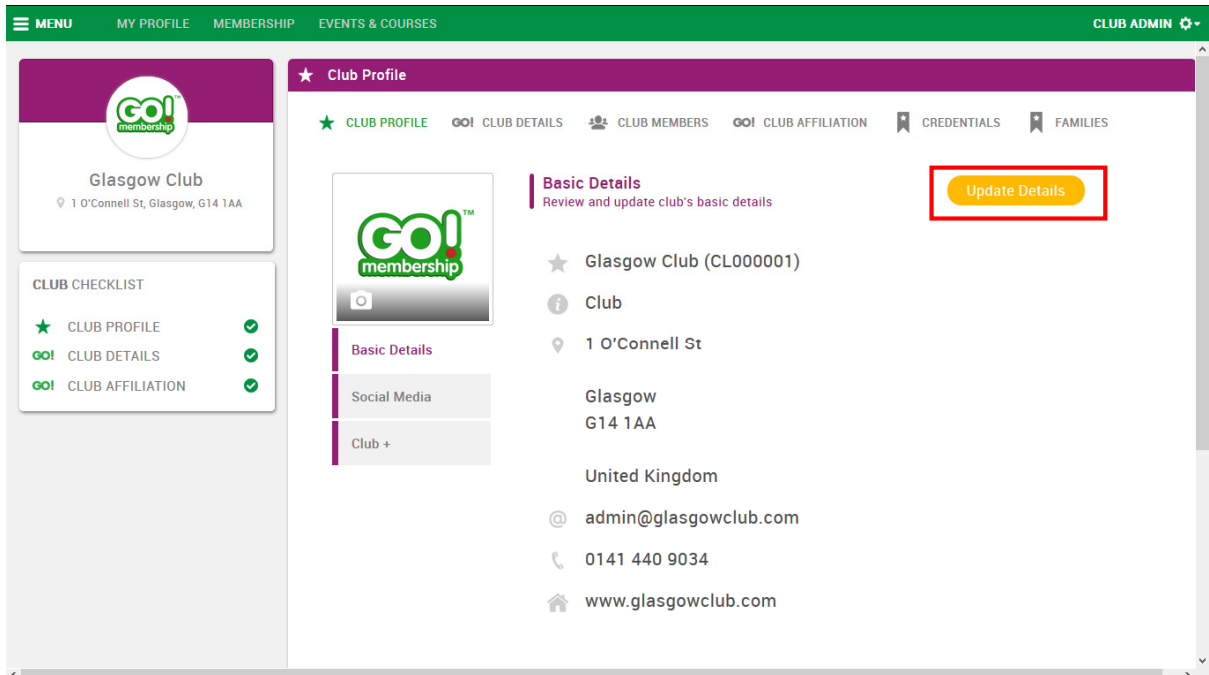 MENU MY PROFILE MEMBERSHIP EVENTS & COURSES CLUB ADMIN
GO!™
membership
Glasgow Club
1 O'Connell St, Glasgow, G14 1AA
CLUB CHECKLIST
CLUB PROFILE
GO! CLUB DETAILS
GO! CLUB AFFILIATION
Club Profile
CLUB PROFILE GO! CLUB DETAILS CLUB MEMBERS GO! CLUB AFFILIATION CREDENTIALS FAMILIES
GO!™
membership
Basic Details
Social Media
Club +
Basic Details
Review and update club's basic details
Update Details
Glasgow Club (CL000001)
Club
1 O'Connell St
Glasgow
G14 1AA
United Kingdom
@ admin@glasgowclub.com
0141 440 9034
www.glasgowclub.com